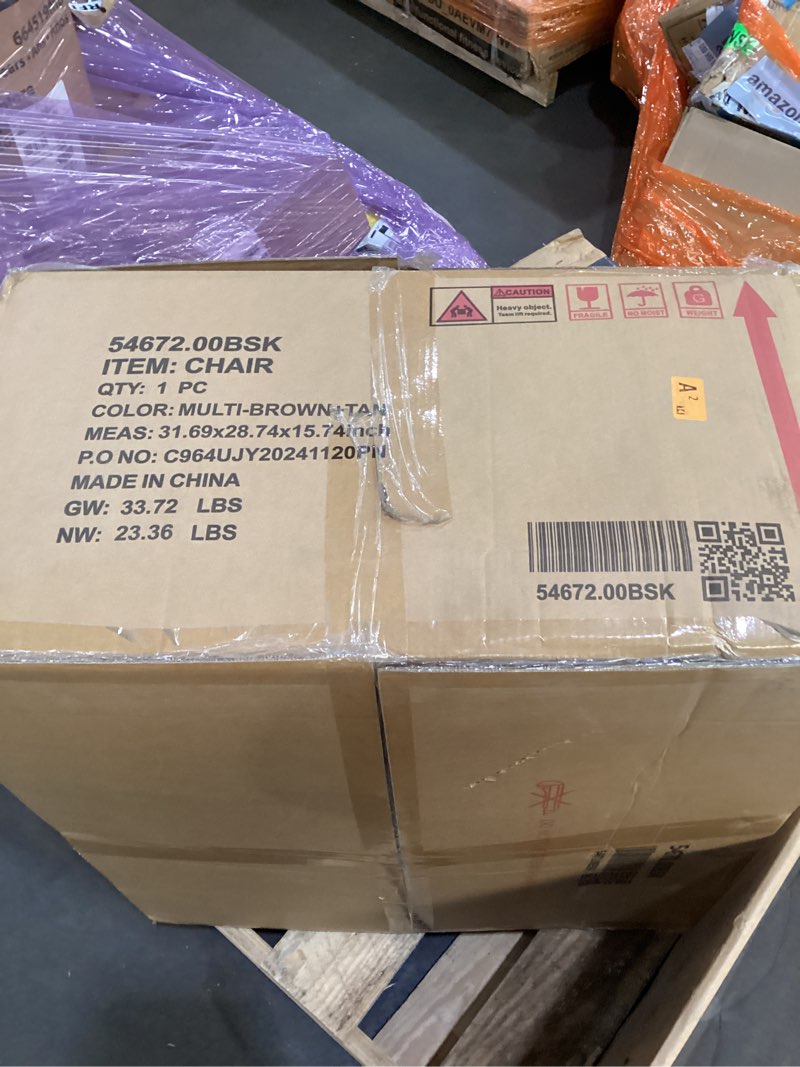 54672.00BSK
ITEM: CHAIR
QTY: 1 PC
COLOR: MULTI-BROWN+TAN
MEAS: 31.69x28.74x15.74inch
P.O NO: C964UJY20241120PN
MADE IN CHINA
GW: 33.72 LBS
NW: 23.36 LBS
CAUTION
Heavy object.
Team lift required.
FRAGILE
NO MOIST
WEIGHT
G
A 2
54672.00BSK
amazon